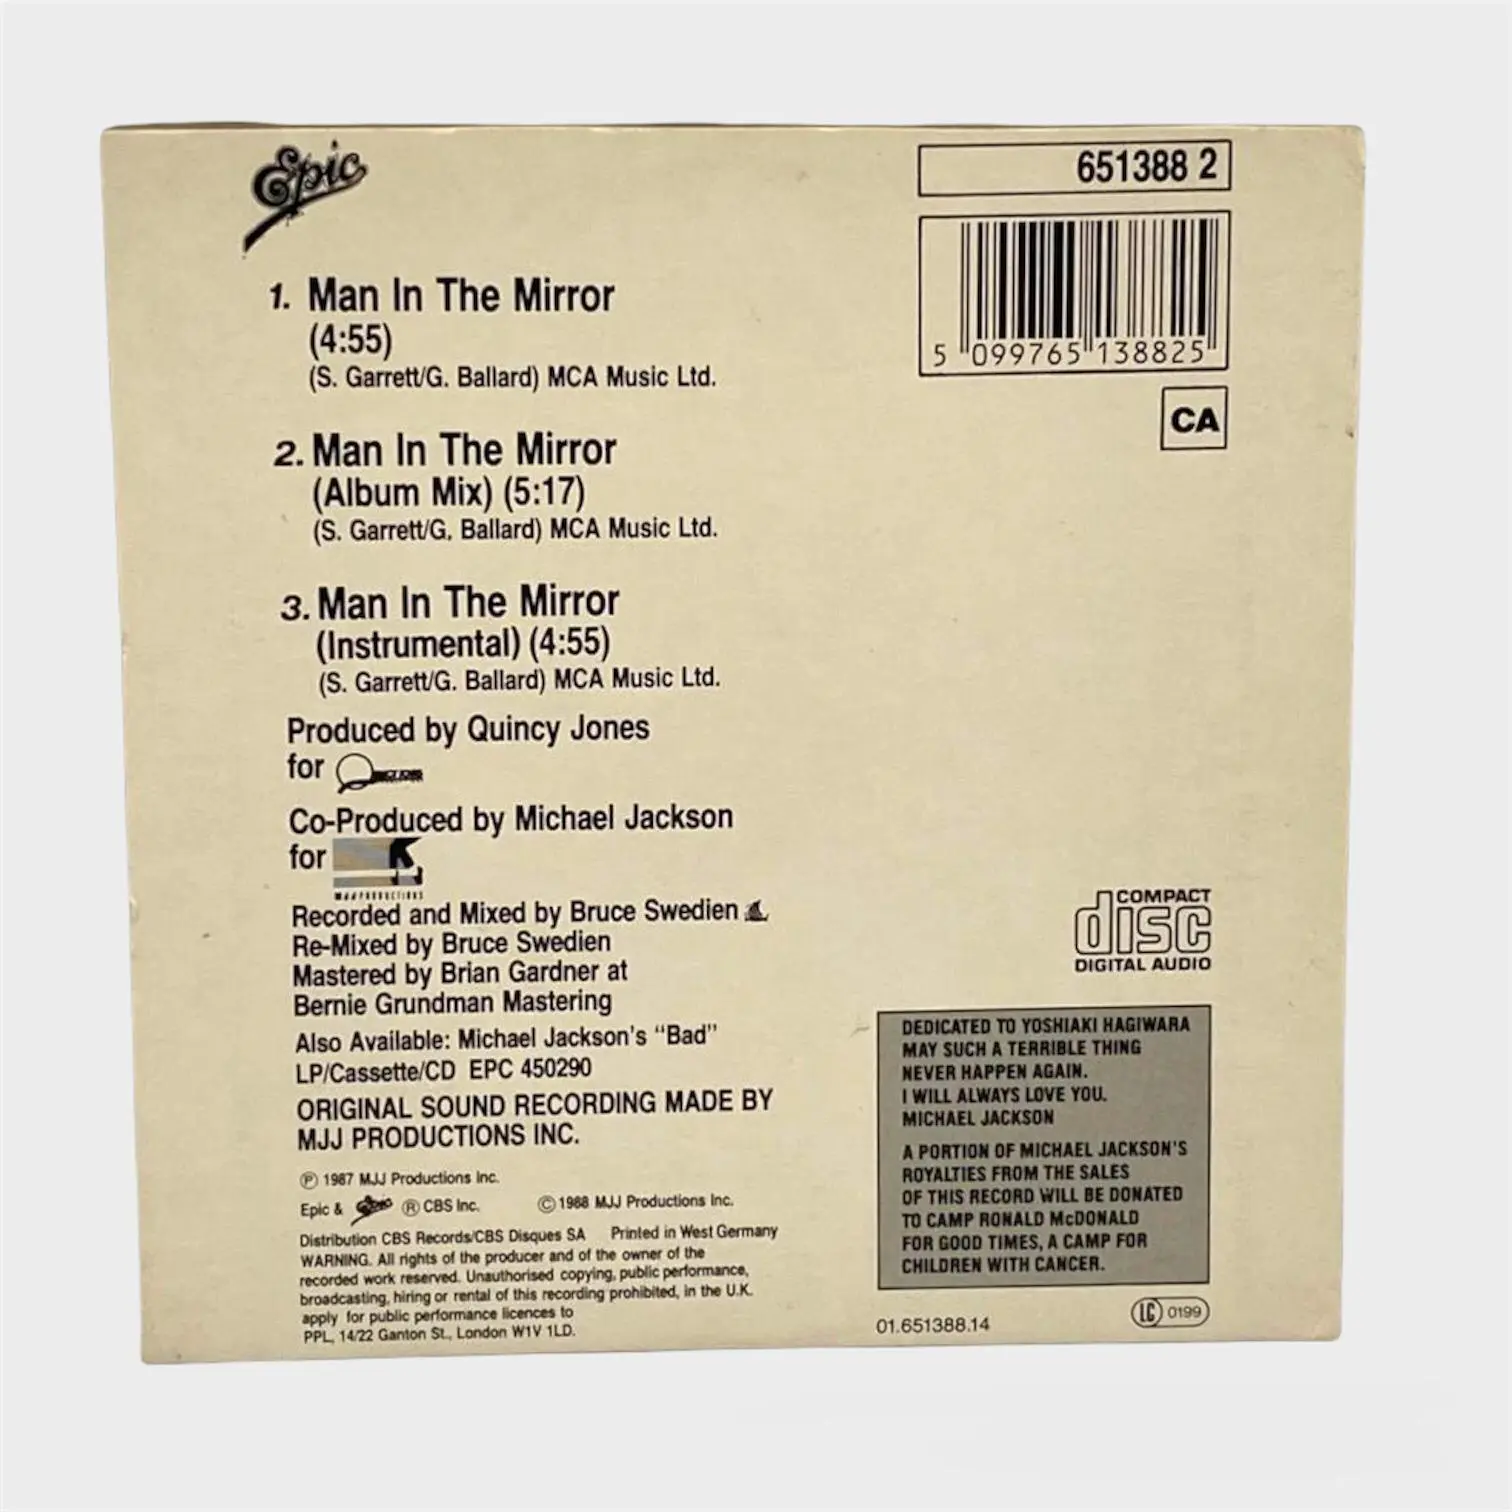 Epic
651388 2
5 099765 138825
CA
1. Man In The Mirror
(4:55)
(S. Garrett/G. Ballard) MCA Music Ltd.
2. Man In The Mirror
(Album Mix) (5:17)
(S. Garrett/G. Ballard) MCA Music Ltd.
3. Man In The Mirror
(Instrumental) (4:55)
(S. Garrett/G. Ballard) MCA Music Ltd.
Produced by Quincy Jones
for
Co-Produced by Michael Jackson
for
MJJ PRODUCTIONS
Recorded and Mixed by Bruce Swedien
Re-Mixed by Bruce Swedien
Mastered by Brian Gardner at
Bernie Grundman Mastering
Also Available: Michael Jackson's "Bad"
LP/Cassette/CD EPC 450290
ORIGINAL SOUND RECORDING MADE BY
MJJ PRODUCTIONS INC.
℗ 1987 MJJ Productions Inc.
Epic & Epic ® CBS Inc. © 1988 MJJ Productions Inc.
Distribution CBS Records/CBS Disques SA Printed in West Germany
WARNING. All rights of the producer and of the owner of the
recorded work reserved. Unauthorised copying, public performance,
broadcasting, hiring or rental of this recording prohibited, in the U.K.
apply for public performance licences to
PPL, 14/22 Ganton St., London W1V 1LD.
COMPACT
disc
DIGITAL AUDIO
DEDICATED TO YOSHIAKI HAGIWARA
MAY SUCH A TERRIBLE THING
NEVER HAPPEN AGAIN.
I WILL ALWAYS LOVE YOU.
MICHAEL JACKSON
A PORTION OF MICHAEL JACKSON'S
ROYALTIES FROM THE SALES
OF THIS RECORD WILL BE DONATED
TO CAMP RONALD McDONALD
FOR GOOD TIMES, A CAMP FOR
CHILDREN WITH CANCER.
01.651388.14
LC 0199